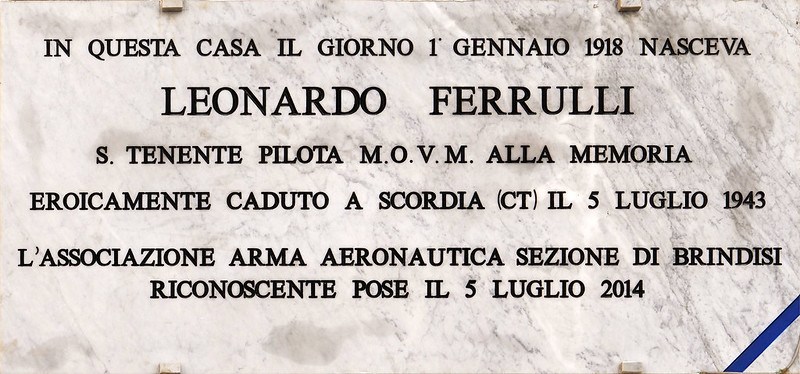 IN QUESTA CASA IL GIORNO 1° GENNAIO 1918 NASCEVA
LEONARDO FERRULLI
S. TENENTE PILOTA M.O.V.M. ALLA MEMORIA
EROICAMENTE CADUTO A SCORDIA (CT) IL 5 LUGLIO 1943
L'ASSOCIAZIONE ARMA AERONAUTICA SEZIONE DI BRINDISI
RICONOSCENTE POSE IL 5 LUGLIO 2014